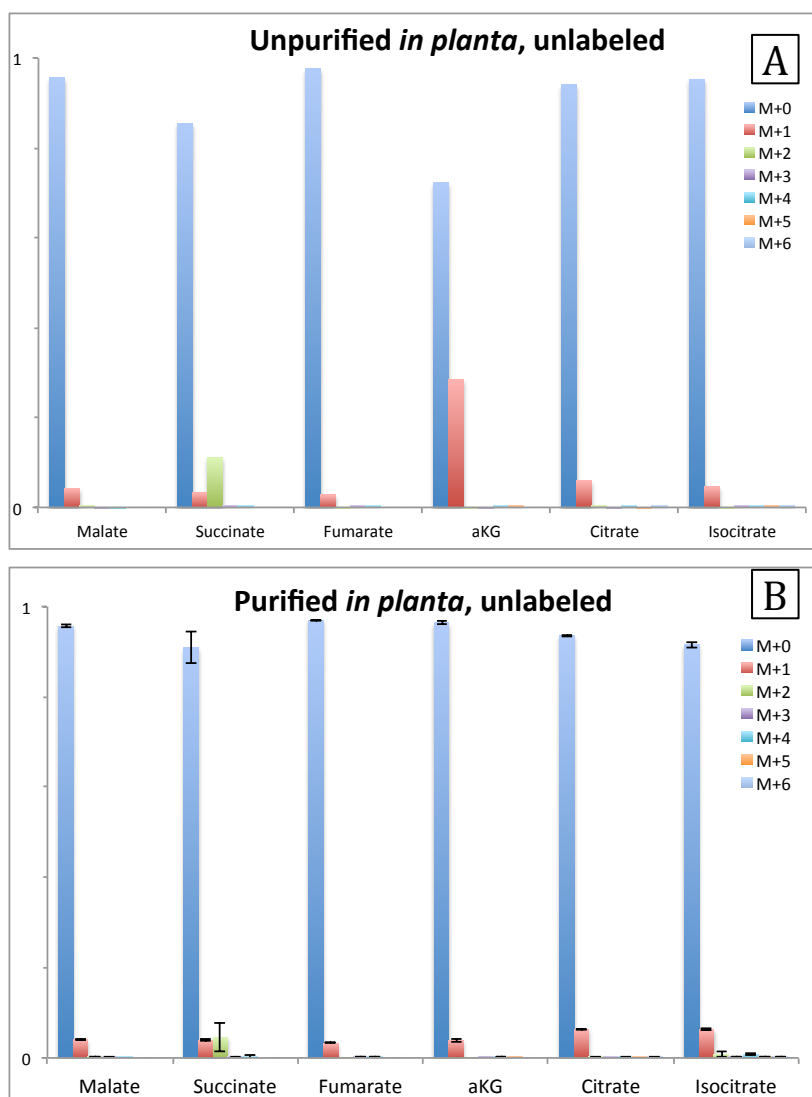 Unpurified in planta, unlabeled
A
1
M+0
M+1
M+2
M+3
M+4
M+5
M+6
0
Malate Succinate Fumarate aKG Citrate Isocitrate
Purified in planta, unlabeled
B
1
M+0
M+1
M+2
M+3
M+4
M+5
M+6
0
Malate Succinate Fumarate aKG Citrate Isocitrate